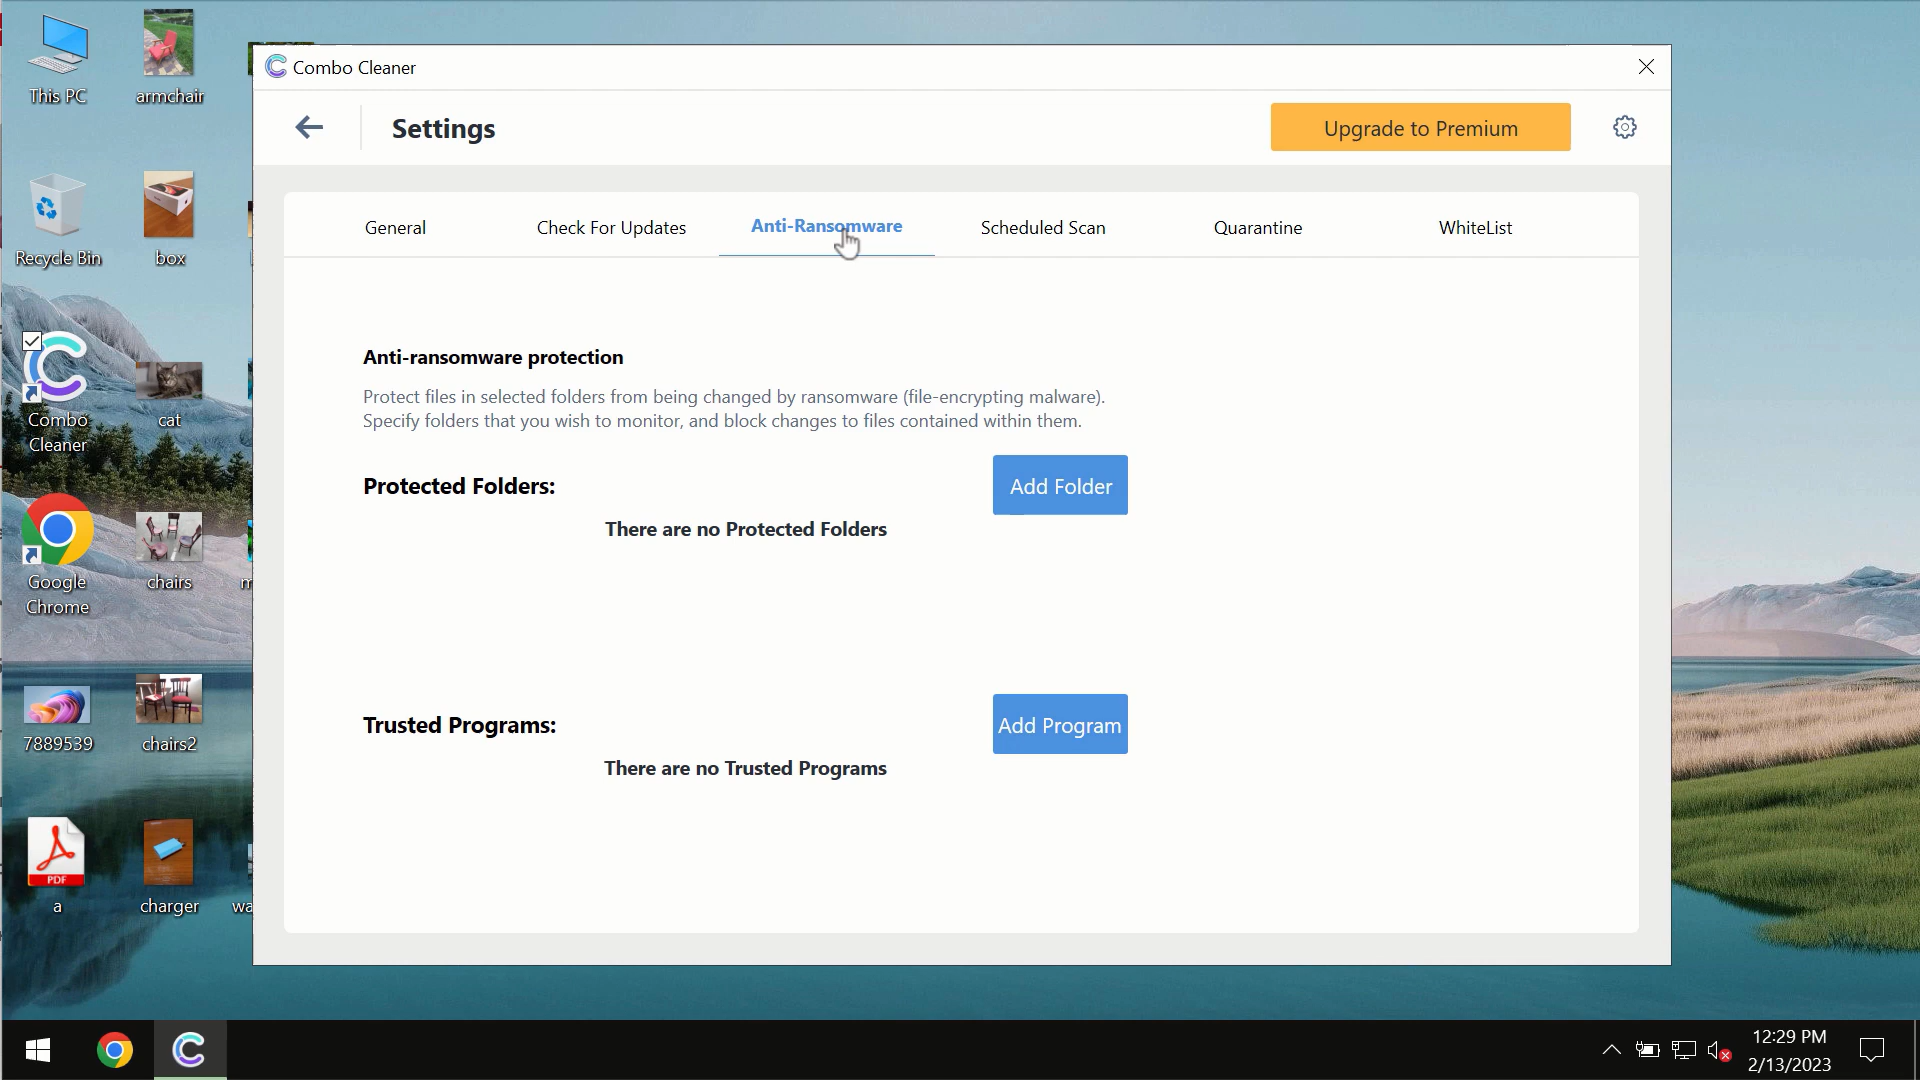 This PC
armchair
Recycle Bin
box
Combo
Cleaner
cat
Google
Chrome
chairs
7889539
chairs2
PDF
a
charger
wa
Combo Cleaner
Settings
Upgrade to Premium
General
Check For Updates
Anti-Ransomware
Scheduled Scan
Quarantine
WhiteList
Anti-ransomware protection
Protect files in selected folders from being changed by ransomware (file-encrypting malware).
Specify folders that you wish to monitor, and block changes to files contained within them.
Protected Folders:
Add Folder
There are no Protected Folders
Trusted Programs:
Add Program
There are no Trusted Programs
12:29 PM
2/13/2023